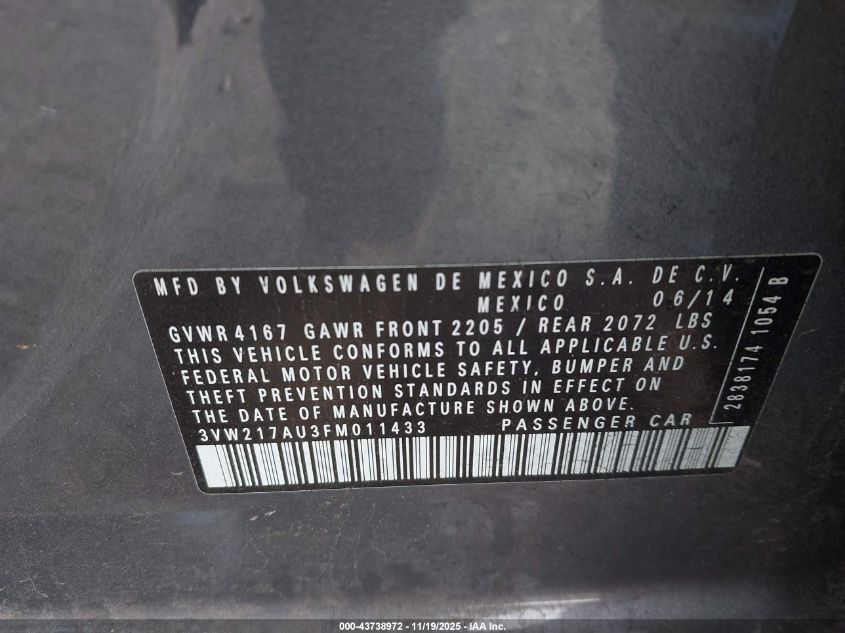 MFD BY VOLKSWAGEN DE MEXICO S.A. DE C.V.
MEXICO 06/14
GVWR 4167 GAWR FRONT 2205 / REAR 2072 LBS
THIS VEHICLE CONFORMS TO ALL APPLICABLE U.S.
FEDERAL MOTOR VEHICLE SAFETY, BUMPER AND
THEFT PREVENTION STANDARDS IN EFFECT ON
THE DATE OF MANUFACTURE SHOWN ABOVE.
3VW217AU3FM011433 PASSENGER CAR
2838174 1054 B
000-43738972 - 11/19/2025 - IAA Inc.